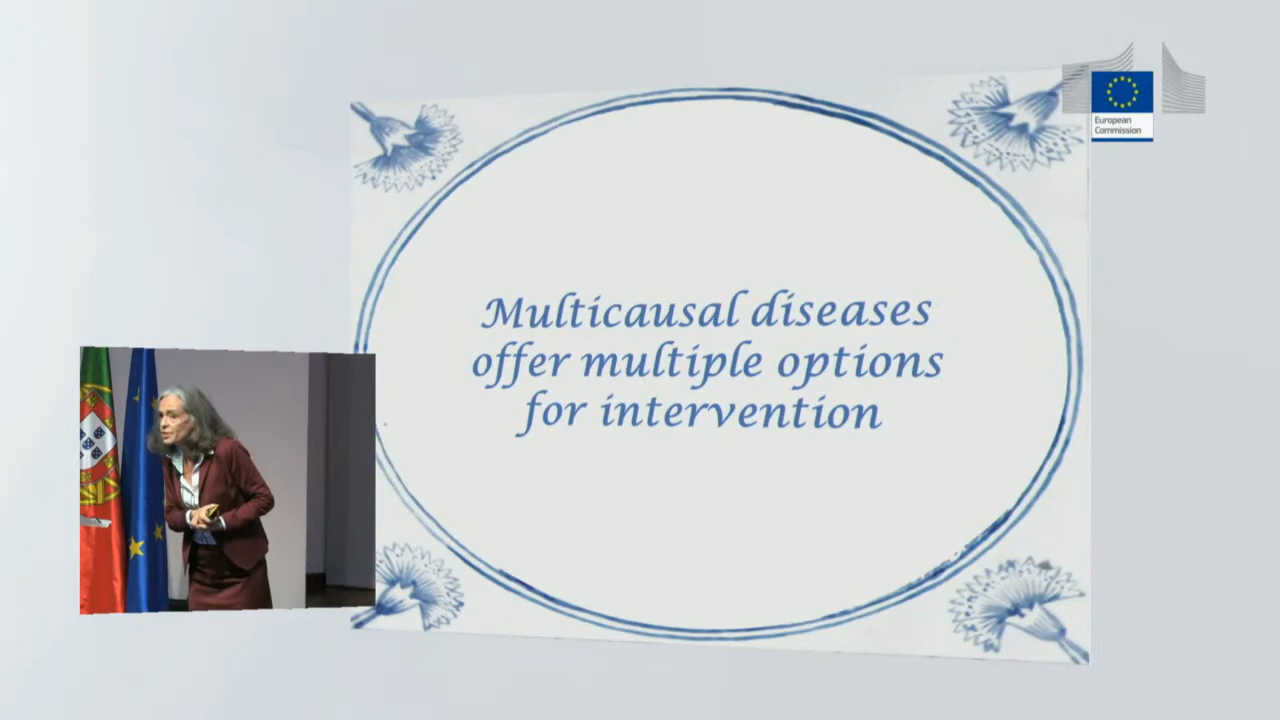 European
Commission
Multicausal diseases
offer multiple options
for intervention